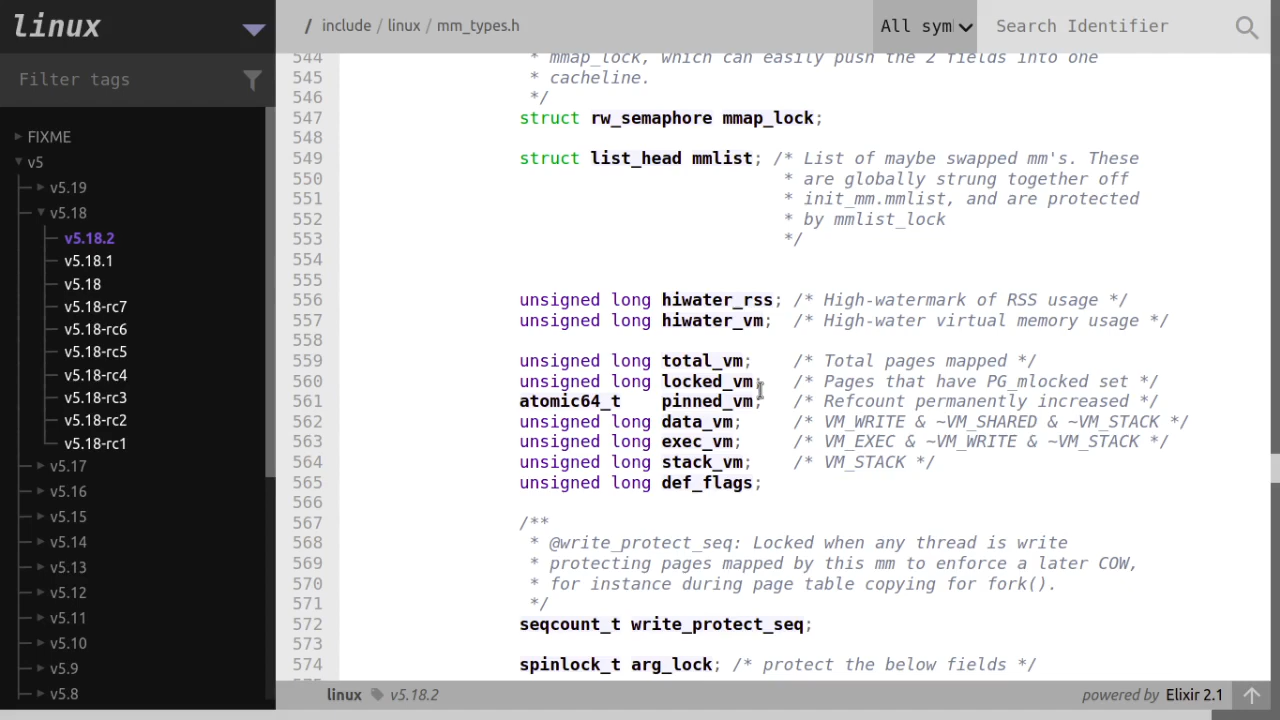 linux
/ include / linux / mm_types.h
All sym
Search Identifier
Filter tags
FIXME
v5
v5.19
v5.18
v5.18.2
v5.18.1
v5.18
v5.18-rc7
v5.18-rc6
v5.18-rc5
v5.18-rc4
v5.18-rc3
v5.18-rc2
v5.18-rc1
v5.17
v5.16
v5.15
v5.14
v5.13
v5.12
v5.11
v5.10
v5.9
v5.8
544 * mmap_lock, which can easily push the 2 fields into one
545 * cacheline.
546 */
547 struct rw_semaphore mmap_lock;
548
549 struct list_head mmlist; /* List of maybe swapped mm's. These
550 * are globally strung together off
551 * init_mm.mmlist, and are protected
552 * by mmlist_lock
553 */
554
555
556 unsigned long hiwater_rss; /* High-watermark of RSS usage */
557 unsigned long hiwater_vm; /* High-water virtual memory usage */
558
559 unsigned long total_vm; /* Total pages mapped */
560 unsigned long locked_vm; /* Pages that have PG_mlocked set */
561 atomic64_t pinned_vm; /* Refcount permanently increased */
562 unsigned long data_vm; /* VM_WRITE & ~VM_SHARED & ~VM_STACK */
563 unsigned long exec_vm; /* VM_EXEC & ~VM_WRITE & ~VM_STACK */
564 unsigned long stack_vm; /* VM_STACK */
565 unsigned long def_flags;
566
567 /**
568 * @write_protect_seq: Locked when any thread is write
569 * protecting pages mapped by this mm to enforce a later COW,
570 * for instance during page table copying for fork().
571 */
572 seqcount_t write_protect_seq;
573
574 spinlock_t arg_lock; /* protect the below fields */
linux v5.18.2
powered by Elixir 2.1